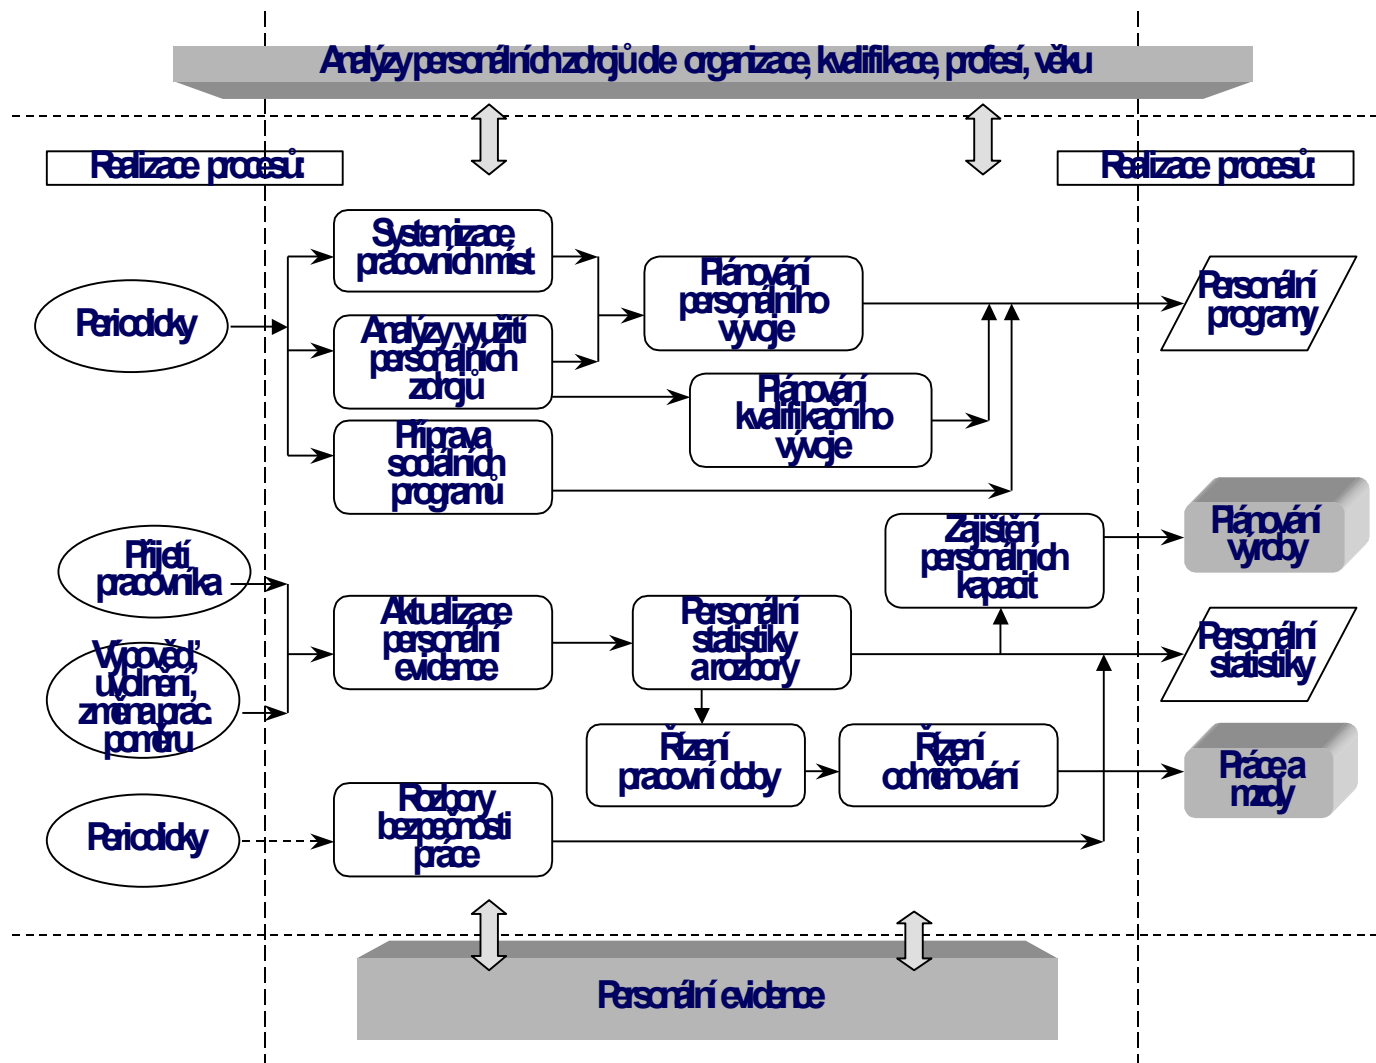 Analýzy personálních zdrojů dle organizace, kvalifikace, profesí, věku
Realizace procesů:
Realizace procesů:
Periodicky
Systemizace
pracovních míst
Analýzy využití
personálních
zdrojů
Příprava
sociálních
programů
Plánování
personálního
vývoje
Plánování
kvalifikačního
vývoje
Personální
programy
Přijetí
pracovníka
Výpověď,
uvolnění,
změna prac.
poměru
Aktualizace
personální
evidence
Personální
statistiky
a rozbory
Zajištění
personálních
kapacit
Plánování
výroby
Personální
statistiky
Řízení
pracovní doby
Řízení
odměňování
Práce a
mzdy
Periodicky
Rozbory
bezpečnosti
práce
Personální evidence